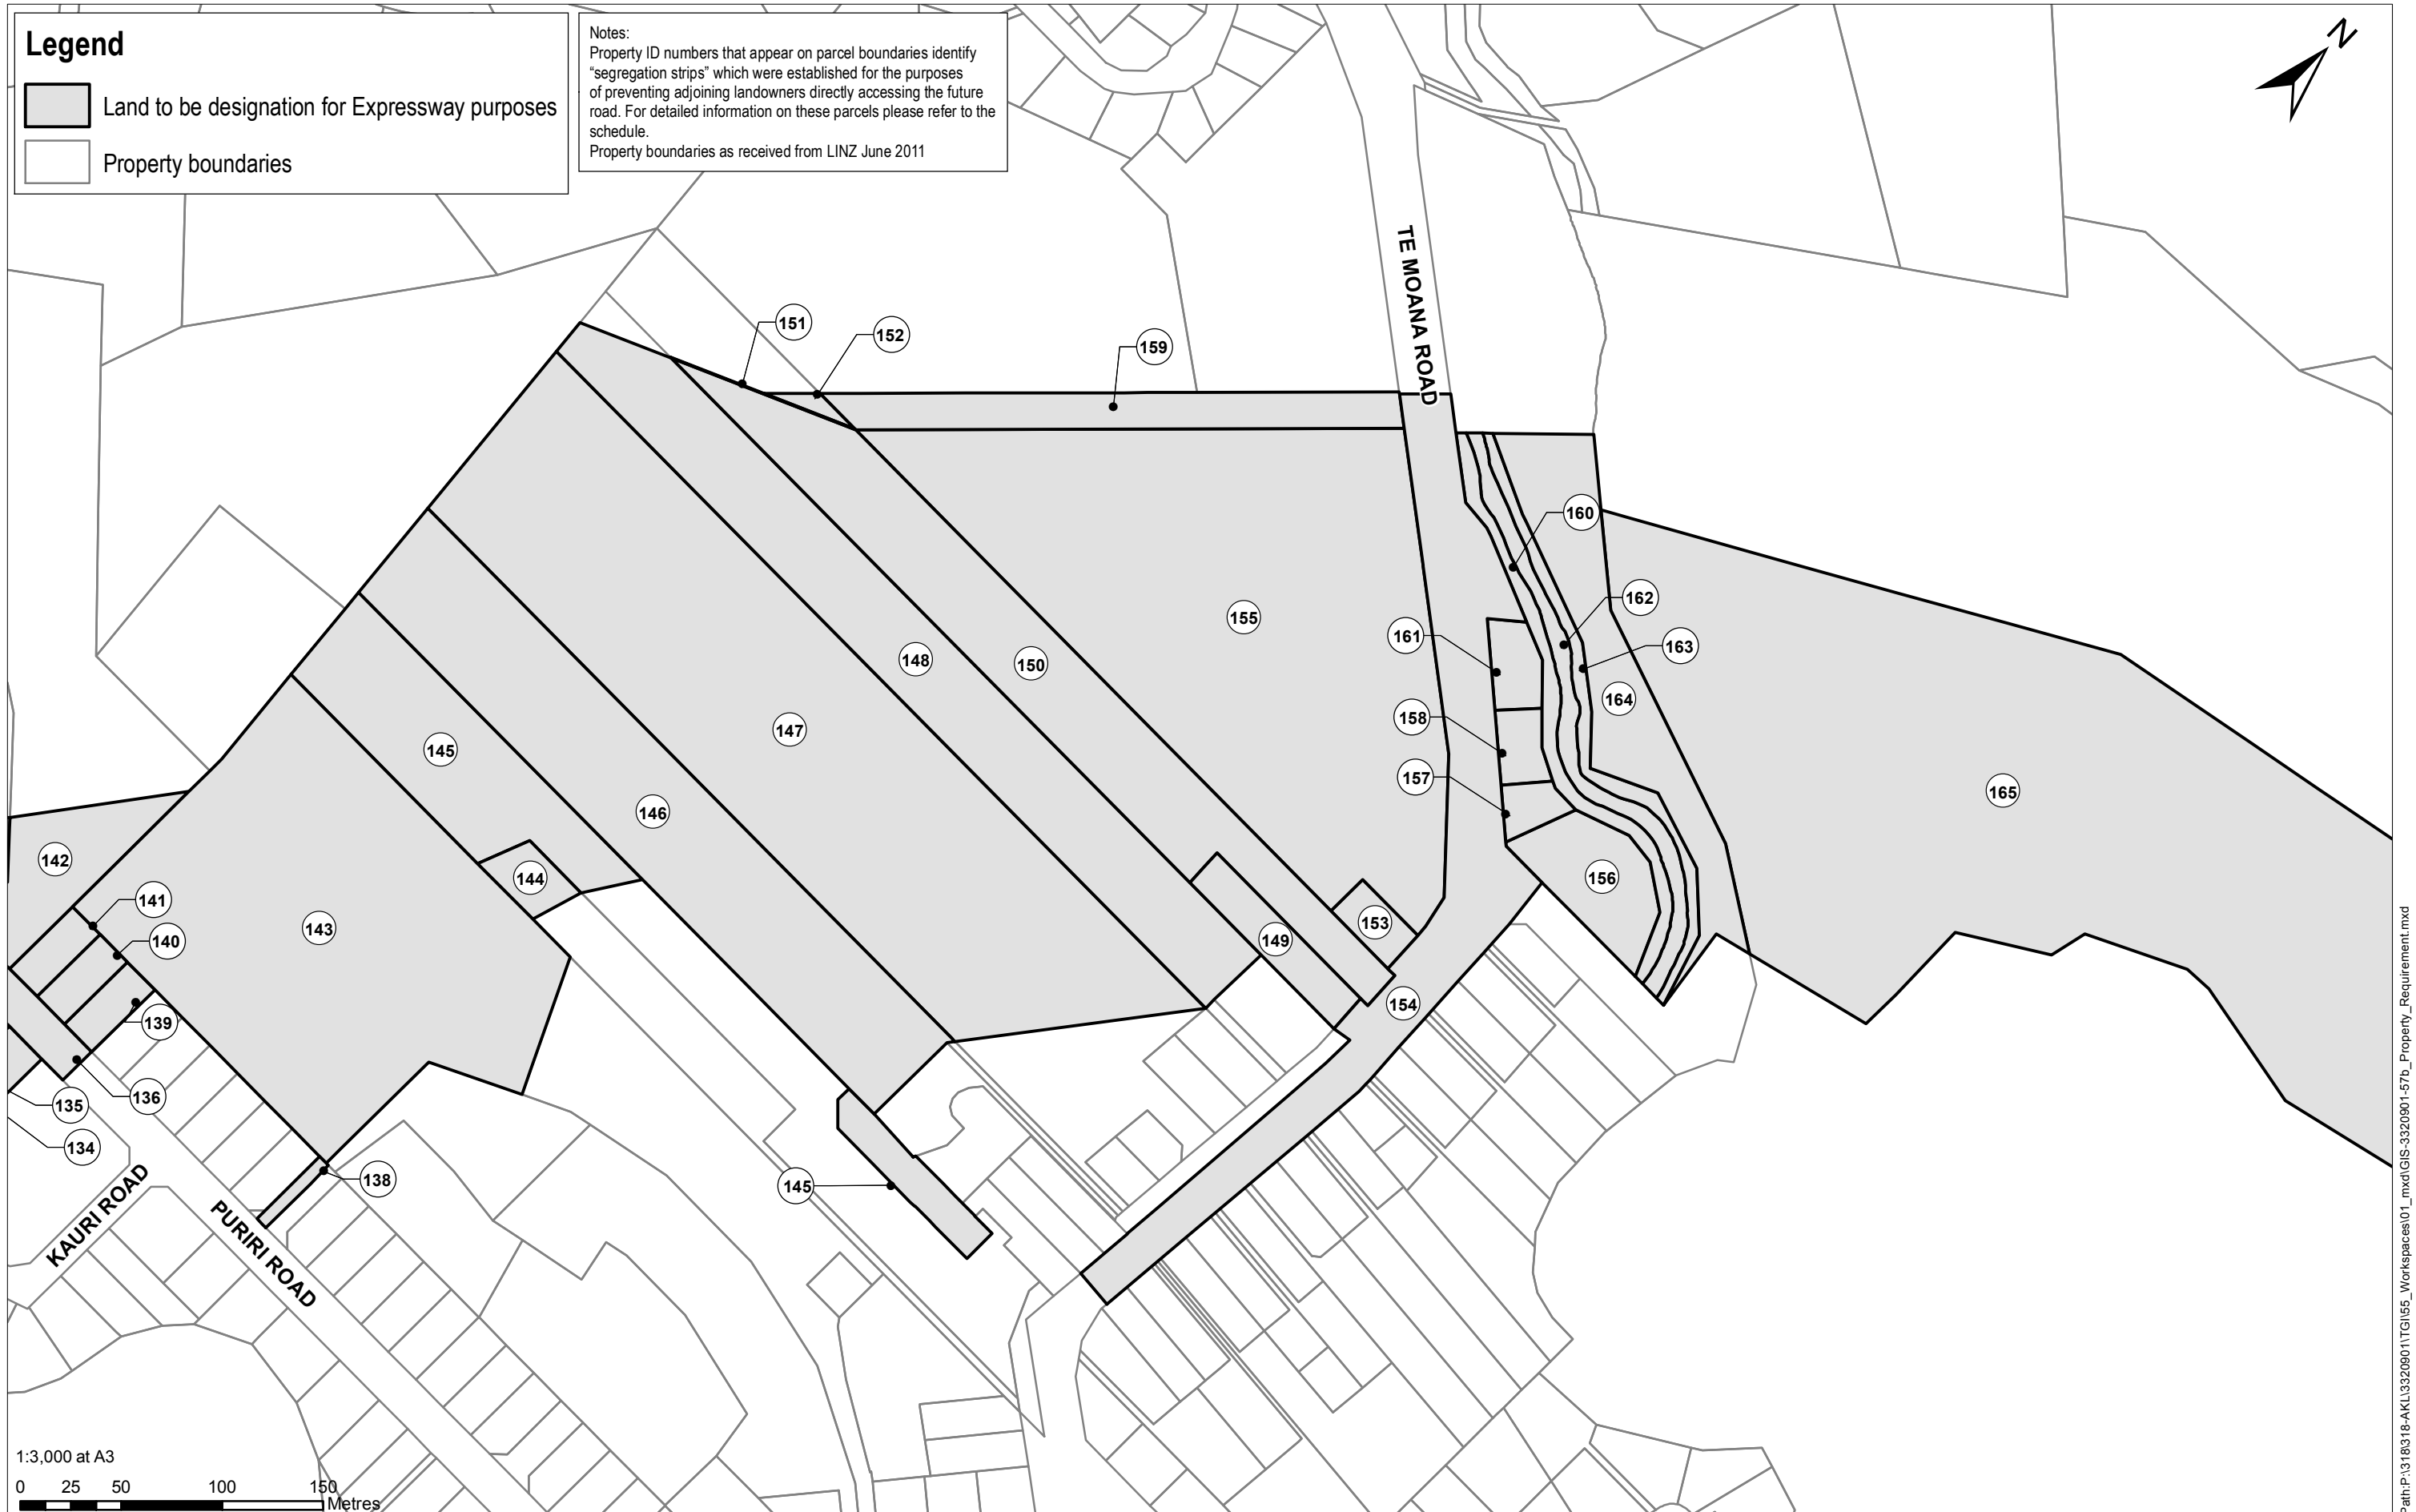 Legend
Land to be designation for Expressway purposes
Property boundaries
Notes:
Property ID numbers that appear on parcel boundaries identify
“segregation strips” which were established for the purposes
of preventing adjoining landowners directly accessing the future
road. For detailed information on these parcels please refer to the
schedule.
Property boundaries as received from LINZ June 2011
N
TE MOANA ROAD
151
152
159
160
162
155
161
163
148
150
164
158
147
145
157
165
146
142
156
144
141
153
143
140
149
154
139
136
135
134
138
145
KAURI ROAD
PURIRI ROAD
1:3,000 at A3
0 25 50 100 150
Metres
Path:P:\318\318-AKL\3320901\TGI\55_Workspaces\01_mxd\GIS-3320901-57b_Property_Requirement.mxd